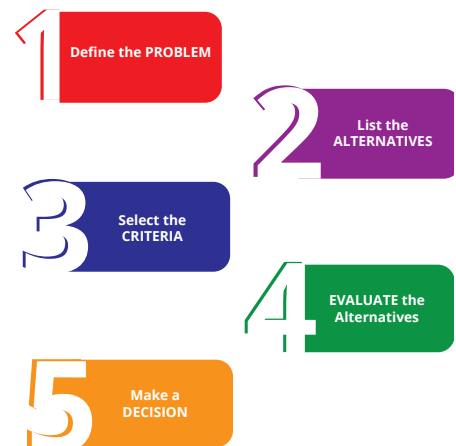 1
Define the PROBLEM
2
List the
ALTERNATIVES
3
Select the
CRITERIA
4
EVALUATE the
Alternatives
5
Make a
DECISION